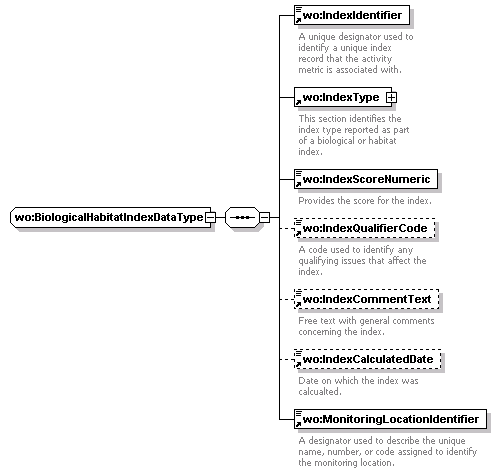 wo:IndexIdentifier
A unique designator used to
identify a unique index
record that the activity
metric is associated with.
wo:IndexType
This section identifies the
index type reported as part
of a biological or habitat
index.
wo:IndexScoreNumeric
Provides the score for the index.
wo:BiologicalHabitatIndexDataType
wo:IndexQualifierCode
A code used to identify any
qualifying issues that affect the
index.
wo:IndexCommentText
Free text with general comments
concerning the index.
wo:IndexCalculatedDate
Date on which the index was
calcualted.
wo:MonitoringLocationIdentifier
A designator used to describe the unique
name, number, or code assigned to identify
the monitoring location.